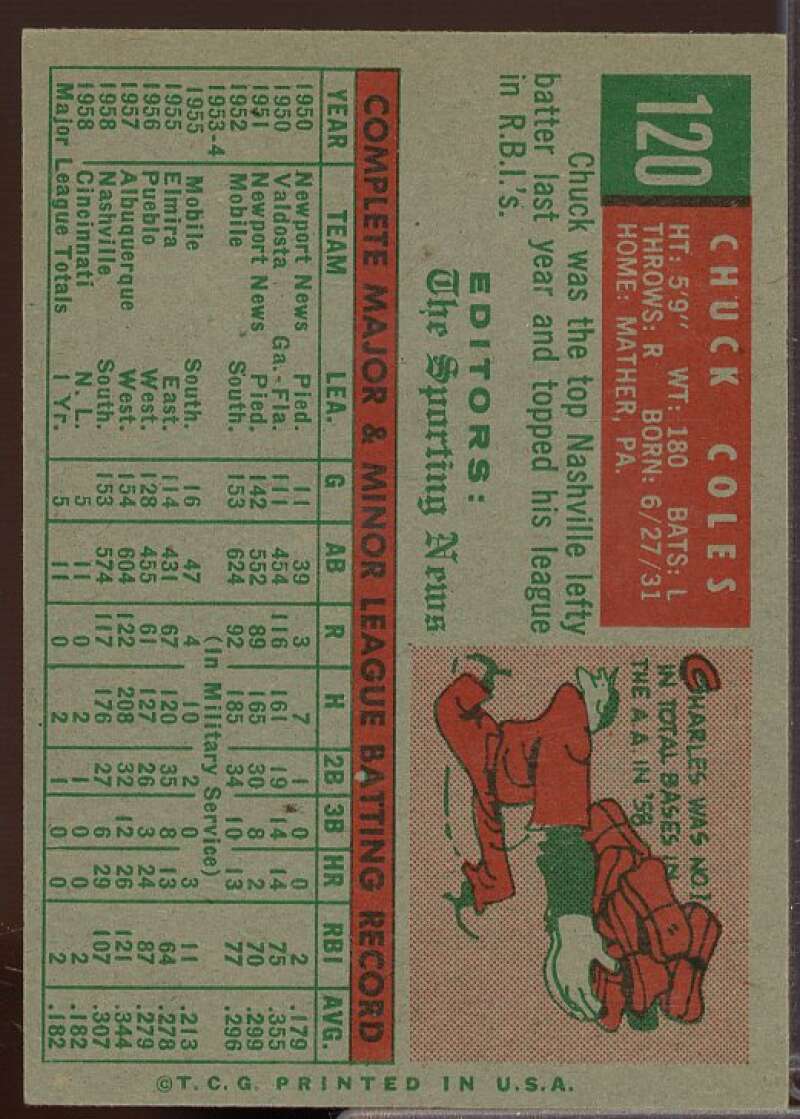 120
CHUCK COLES
HT: 5'9" WT: 180 BATS: L
THROWS: R BORN: 6/27/31
HOME: MATHER, PA.
Chuck was the top Nashville lefty
batter last year and topped his league
in R.B.I.'s.
EDITORS:
The Sporting News
CHARLES WAS NO.1
IN TOTAL BASES IN
THE A A IN '58
COMPLETE MAJOR & MINOR LEAGUE BATTING RECORD
YEAR TEAM LEA. G AB R H 2B 3B HR RBI AVG.
1950 Newport News Pied. 11 39 3 7 1 0 0 2 .179
1950 Valdosta Ga.-Fla. 111 454 116 161 19 14 14 75 .355
1951 Newport News Pied. 142 552 89 165 30 8 2 70 .299
1952 Mobile South. 153 624 92 185 34 10 13 77 .296
1953-4 (In Military Service)
1955 Mobile South. 16 47 4 10 2 0 3 11 .213
1955 Elmira East. 114 431 67 120 35 8 13 64 .278
1956 Pueblo West. 128 455 61 127 26 3 24 87 .279
1957 Albuquerque West. 154 604 122 208 32 12 26 121 .344
1958 Nashville South. 153 574 117 176 27 6 29 107 .307
1958 Cincinnati N. L. 5 11 0 2 1 0 0 2 .182
Major League Totals 1 Yr. 5 11 0 2 1 0 0 2 .182
©T.C.G. PRINTED IN U.S.A.